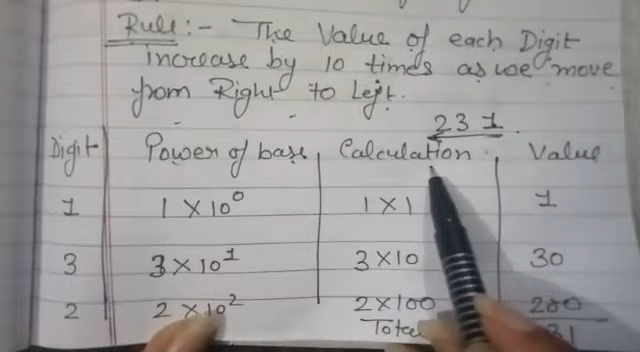 Rule:- The Value of each Digit
increase by 10 times as we move
from Right to Left.
231.
Digit Power of base Calculation Value
1 1 × 10⁰ 1 × 1 1
3 3 × 10¹ 3 × 10 30
2 2 × 10² 2 × 100 200
Total